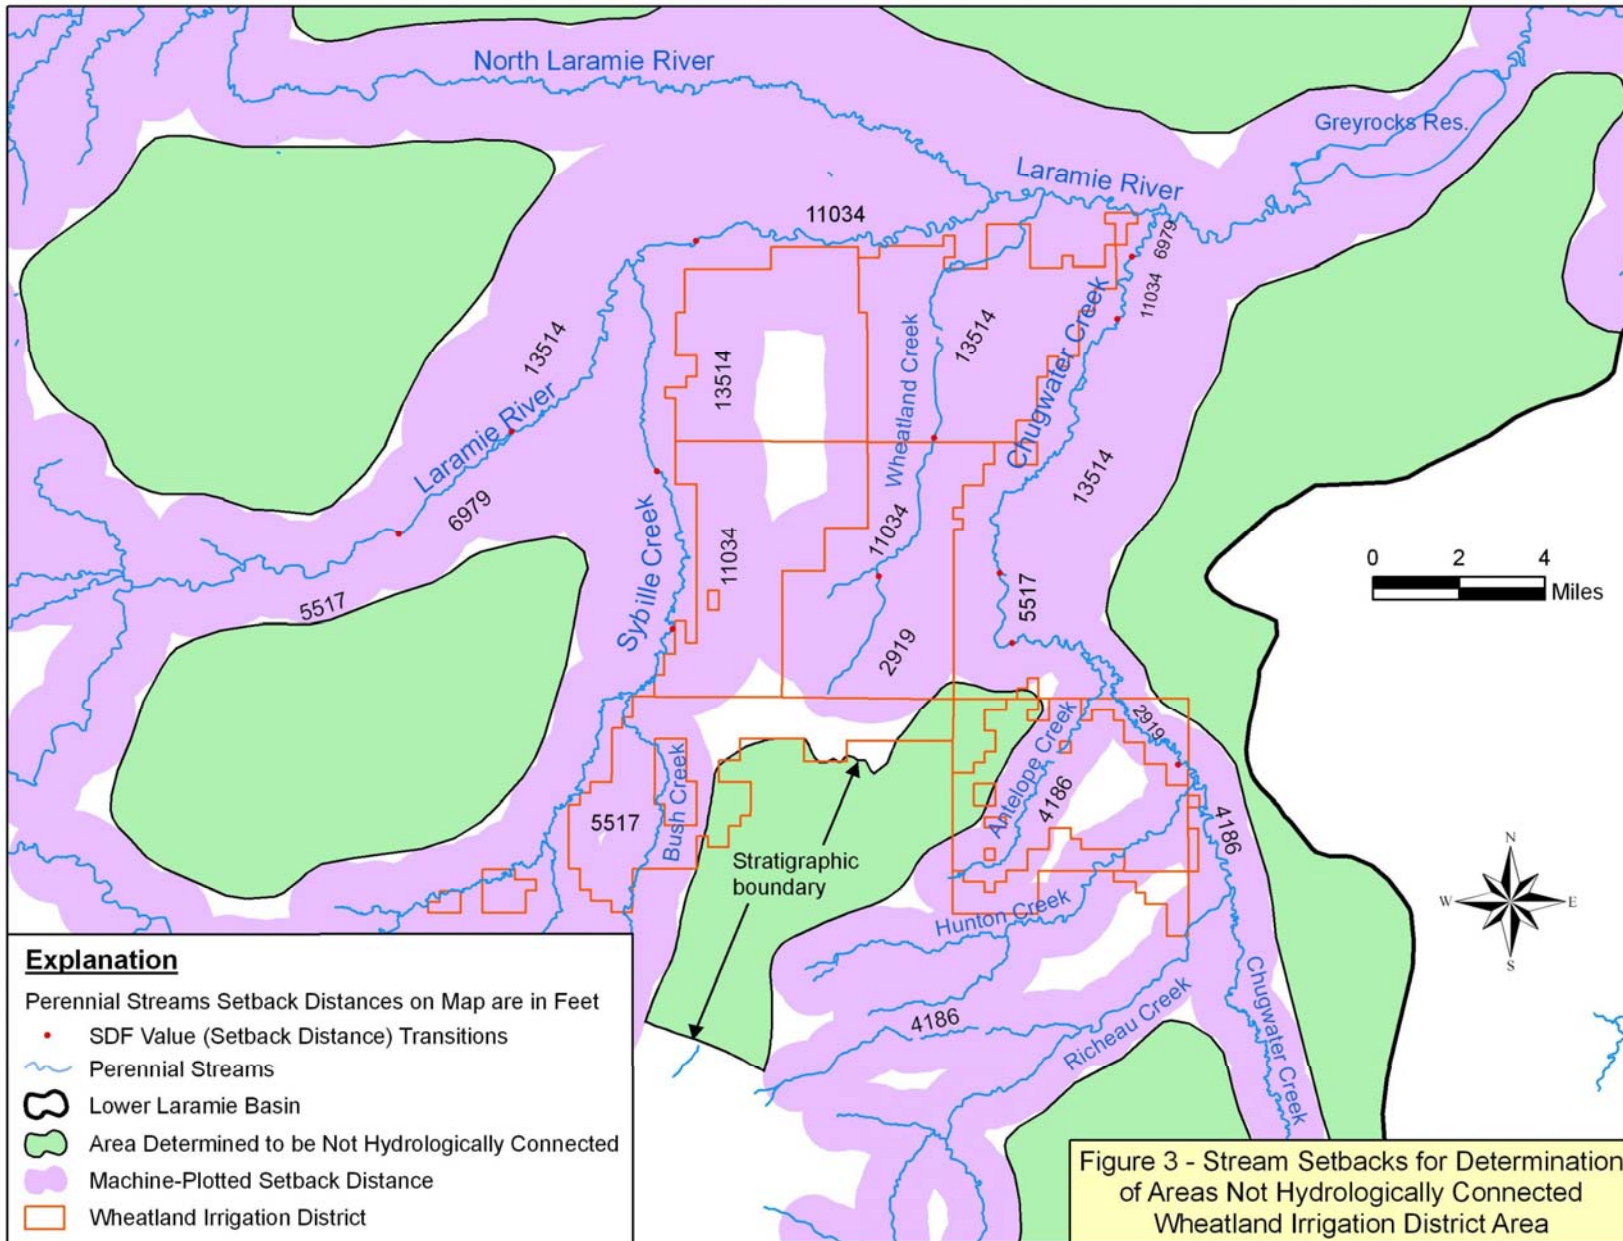 North Laramie River
Greyrocks Res.
Laramie River
11034
6979
11034
13514
13514
13514
Wheatland Creek
Chugwater Creek
Laramie River
6979
13514
11034
11034
Sybille Creek
5517
5517
2919
0 2 4
Miles
2919
Antelope Creek
4186
Bush Creek
5517
4186
Stratigraphic
boundary
Hunton Creek
N
W E
S
4186
Richeau Creek
Chugwater Creek
Explanation
Perennial Streams Setback Distances on Map are in Feet
SDF Value (Setback Distance) Transitions
Perennial Streams
Lower Laramie Basin
Area Determined to be Not Hydrologically Connected
Machine-Plotted Setback Distance
Wheatland Irrigation District
Figure 3 - Stream Setbacks for Determination
of Areas Not Hydrologically Connected
Wheatland Irrigation District Area